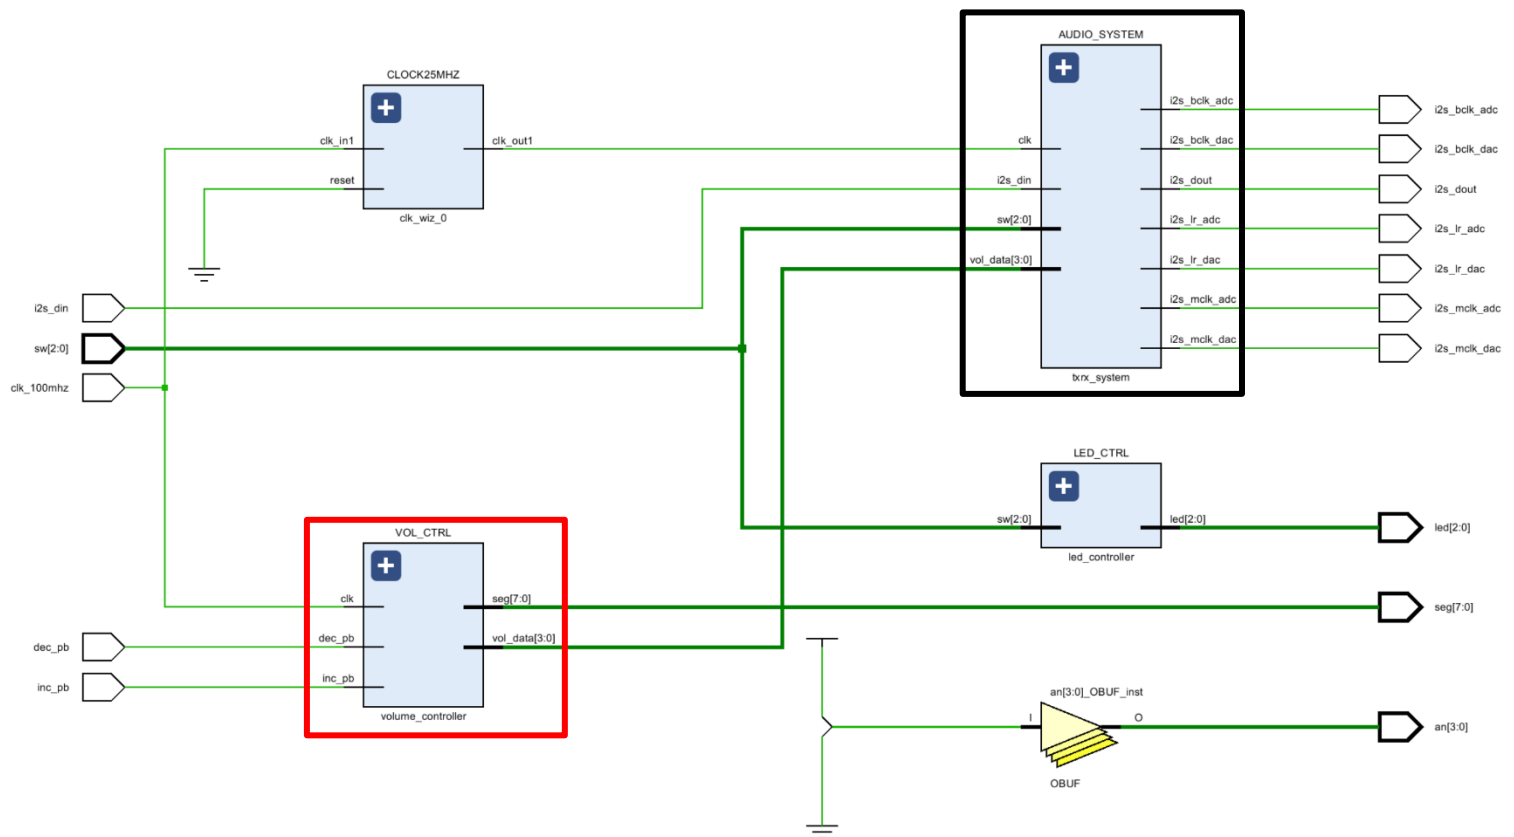 AUDIO_SYSTEM
CLOCK25MHZ
i2s_bclk_adc
i2s_bclk_adc
clk_in1
clk_out1
clk
i2s_bclk_dac
i2s_bclk_dac
reset
i2s_din
i2s_dout
i2s_dout
clk_wiz_0
sw[2:0]
i2s_lr_adc
i2s_lr_adc
vol_data[3:0]
i2s_lr_dac
i2s_lr_dac
i2s_din
i2s_mclk_adc
i2s_mclk_adc
sw[2:0]
i2s_mclk_dac
i2s_mclk_dac
txrx_system
clk_100mhz
LED_CTRL
sw[2:0]
led[2:0]
led[2:0]
led_controller
VOL_CTRL
clk
seg[7:0]
seg[7:0]
dec_pb
dec_pb
vol_data[3:0]
inc_pb
inc_pb
volume_controller
an[3:0]_OBUF_inst
I
O
an[3:0]
OBUF